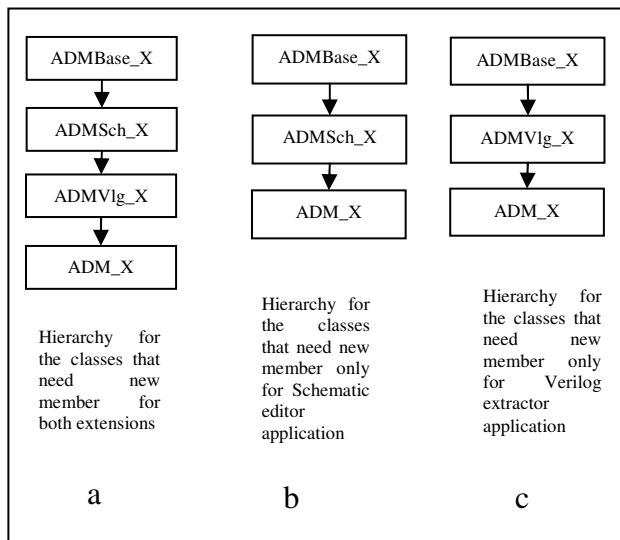 ADMBase_X
ADMSch_X
ADMVlg_X
ADM_X
Hierarchy for
the classes that
need new
member for
both extensions
a
ADMBase_X
ADMSch_X
ADM_X
Hierarchy for
the classes
that need new
member only
for Schematic
editor
application
b
ADMBase_X
ADMVlg_X
ADM_X
Hierarchy for
the classes that
need new
member only
for Verilog
extractor
application
c